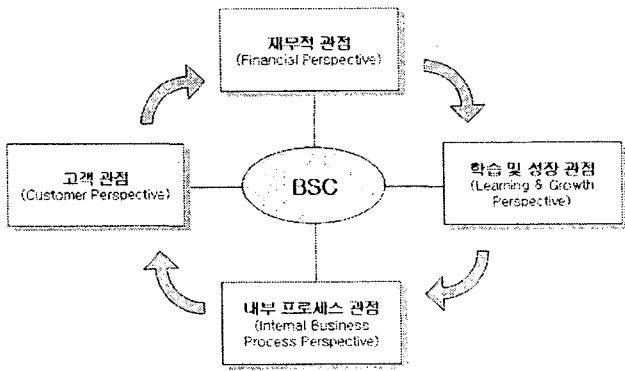 재무적 관점
(Financial Perspective)
고객 관점
(Customer Perspective)
BSC
학습 및 성장 관점
(Learning & Growth
Perspective)
내부 프로세스 관점
(Internal Business
Process Perspective)